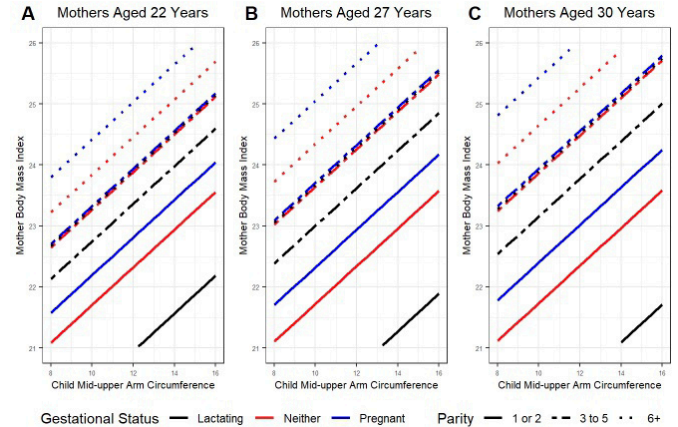 A Mothers Aged 22 Years
B Mothers Aged 27 Years
C Mothers Aged 30 Years
Mother Body Mass Index
26
25
24
23
22
21
8 10 12 14 16
Child Mid-upper Arm Circumference
Mother Body Mass Index
26
25
24
23
22
21
8 10 12 14 16
Child Mid-upper Arm Circumference
Mother Body Mass Index
26
25
24
23
22
21
8 10 12 14 16
Child Mid-upper Arm Circumference
Gestational Status Lactating Neither Pregnant Parity 1 or 2 3 to 5 6+